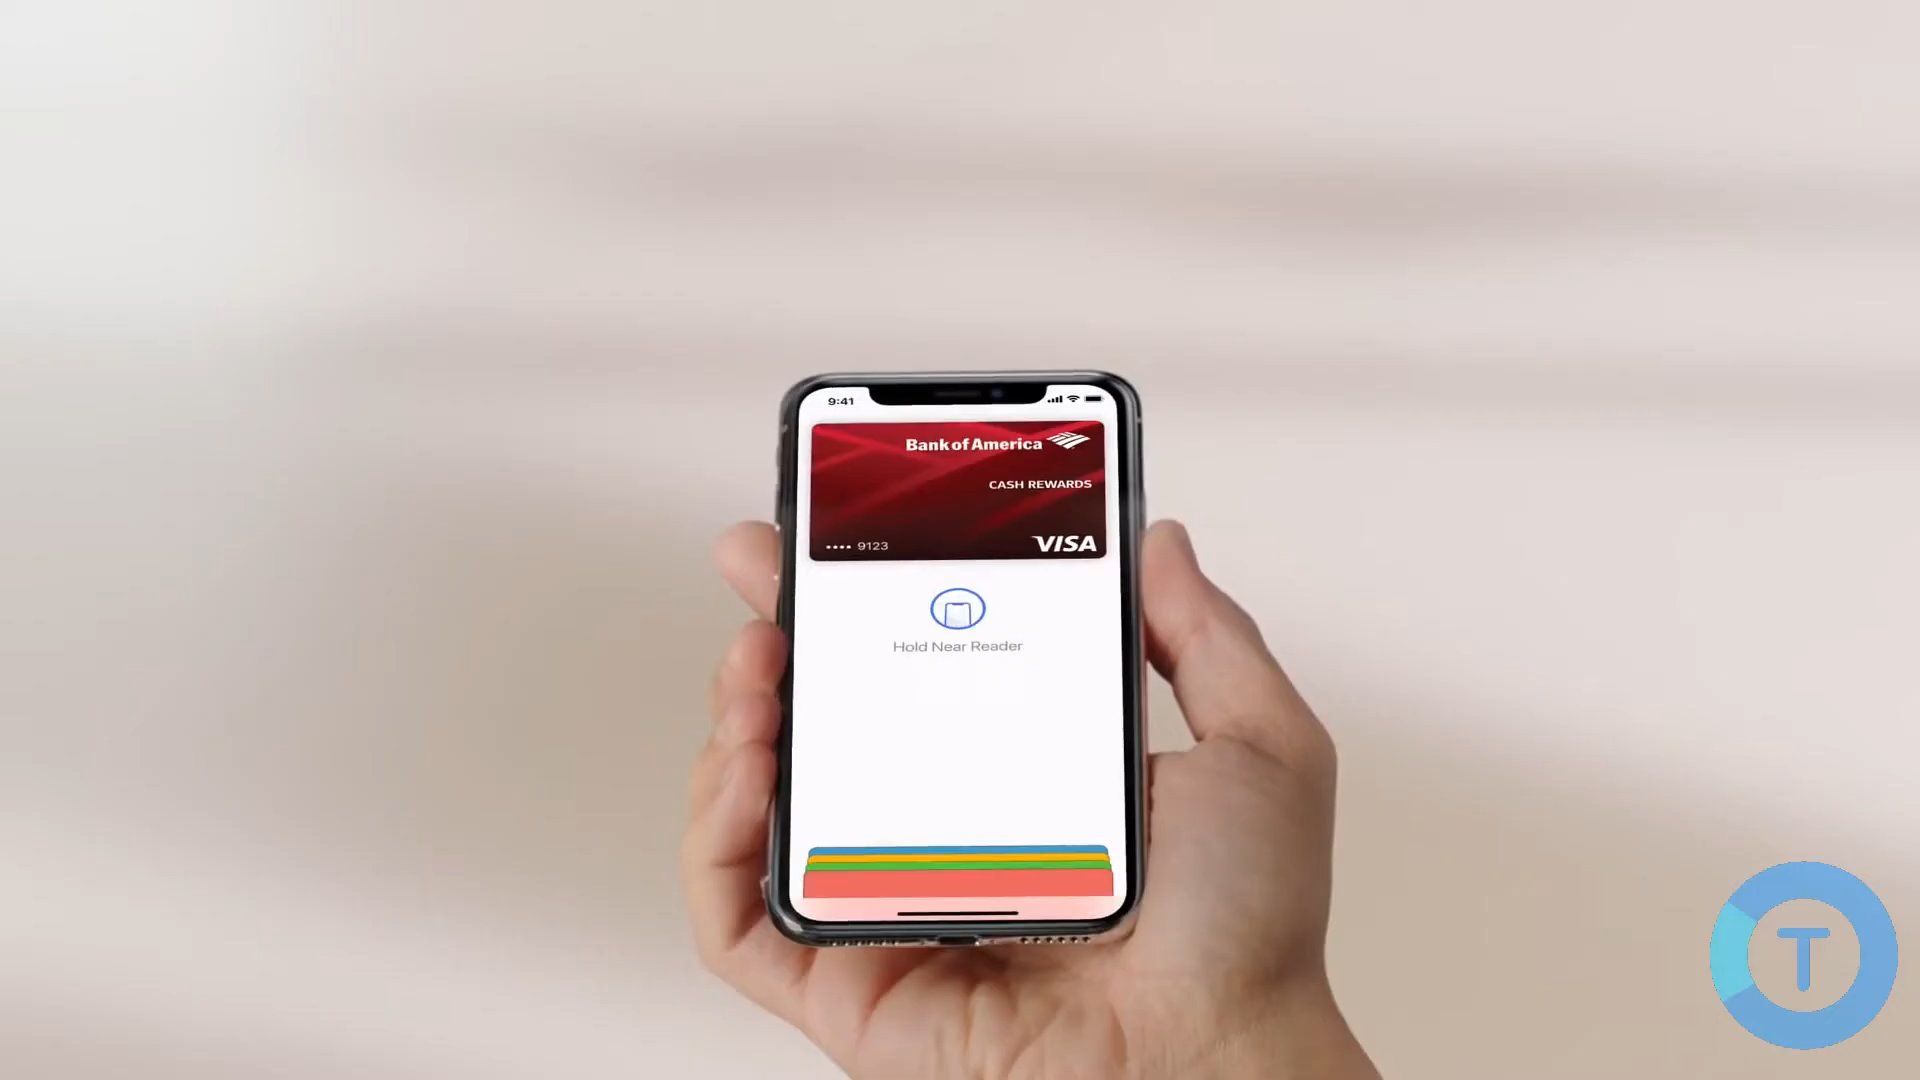 9:41
Bank of America
CASH REWARDS
•••• 9123
VISA
Hold Near Reader
T